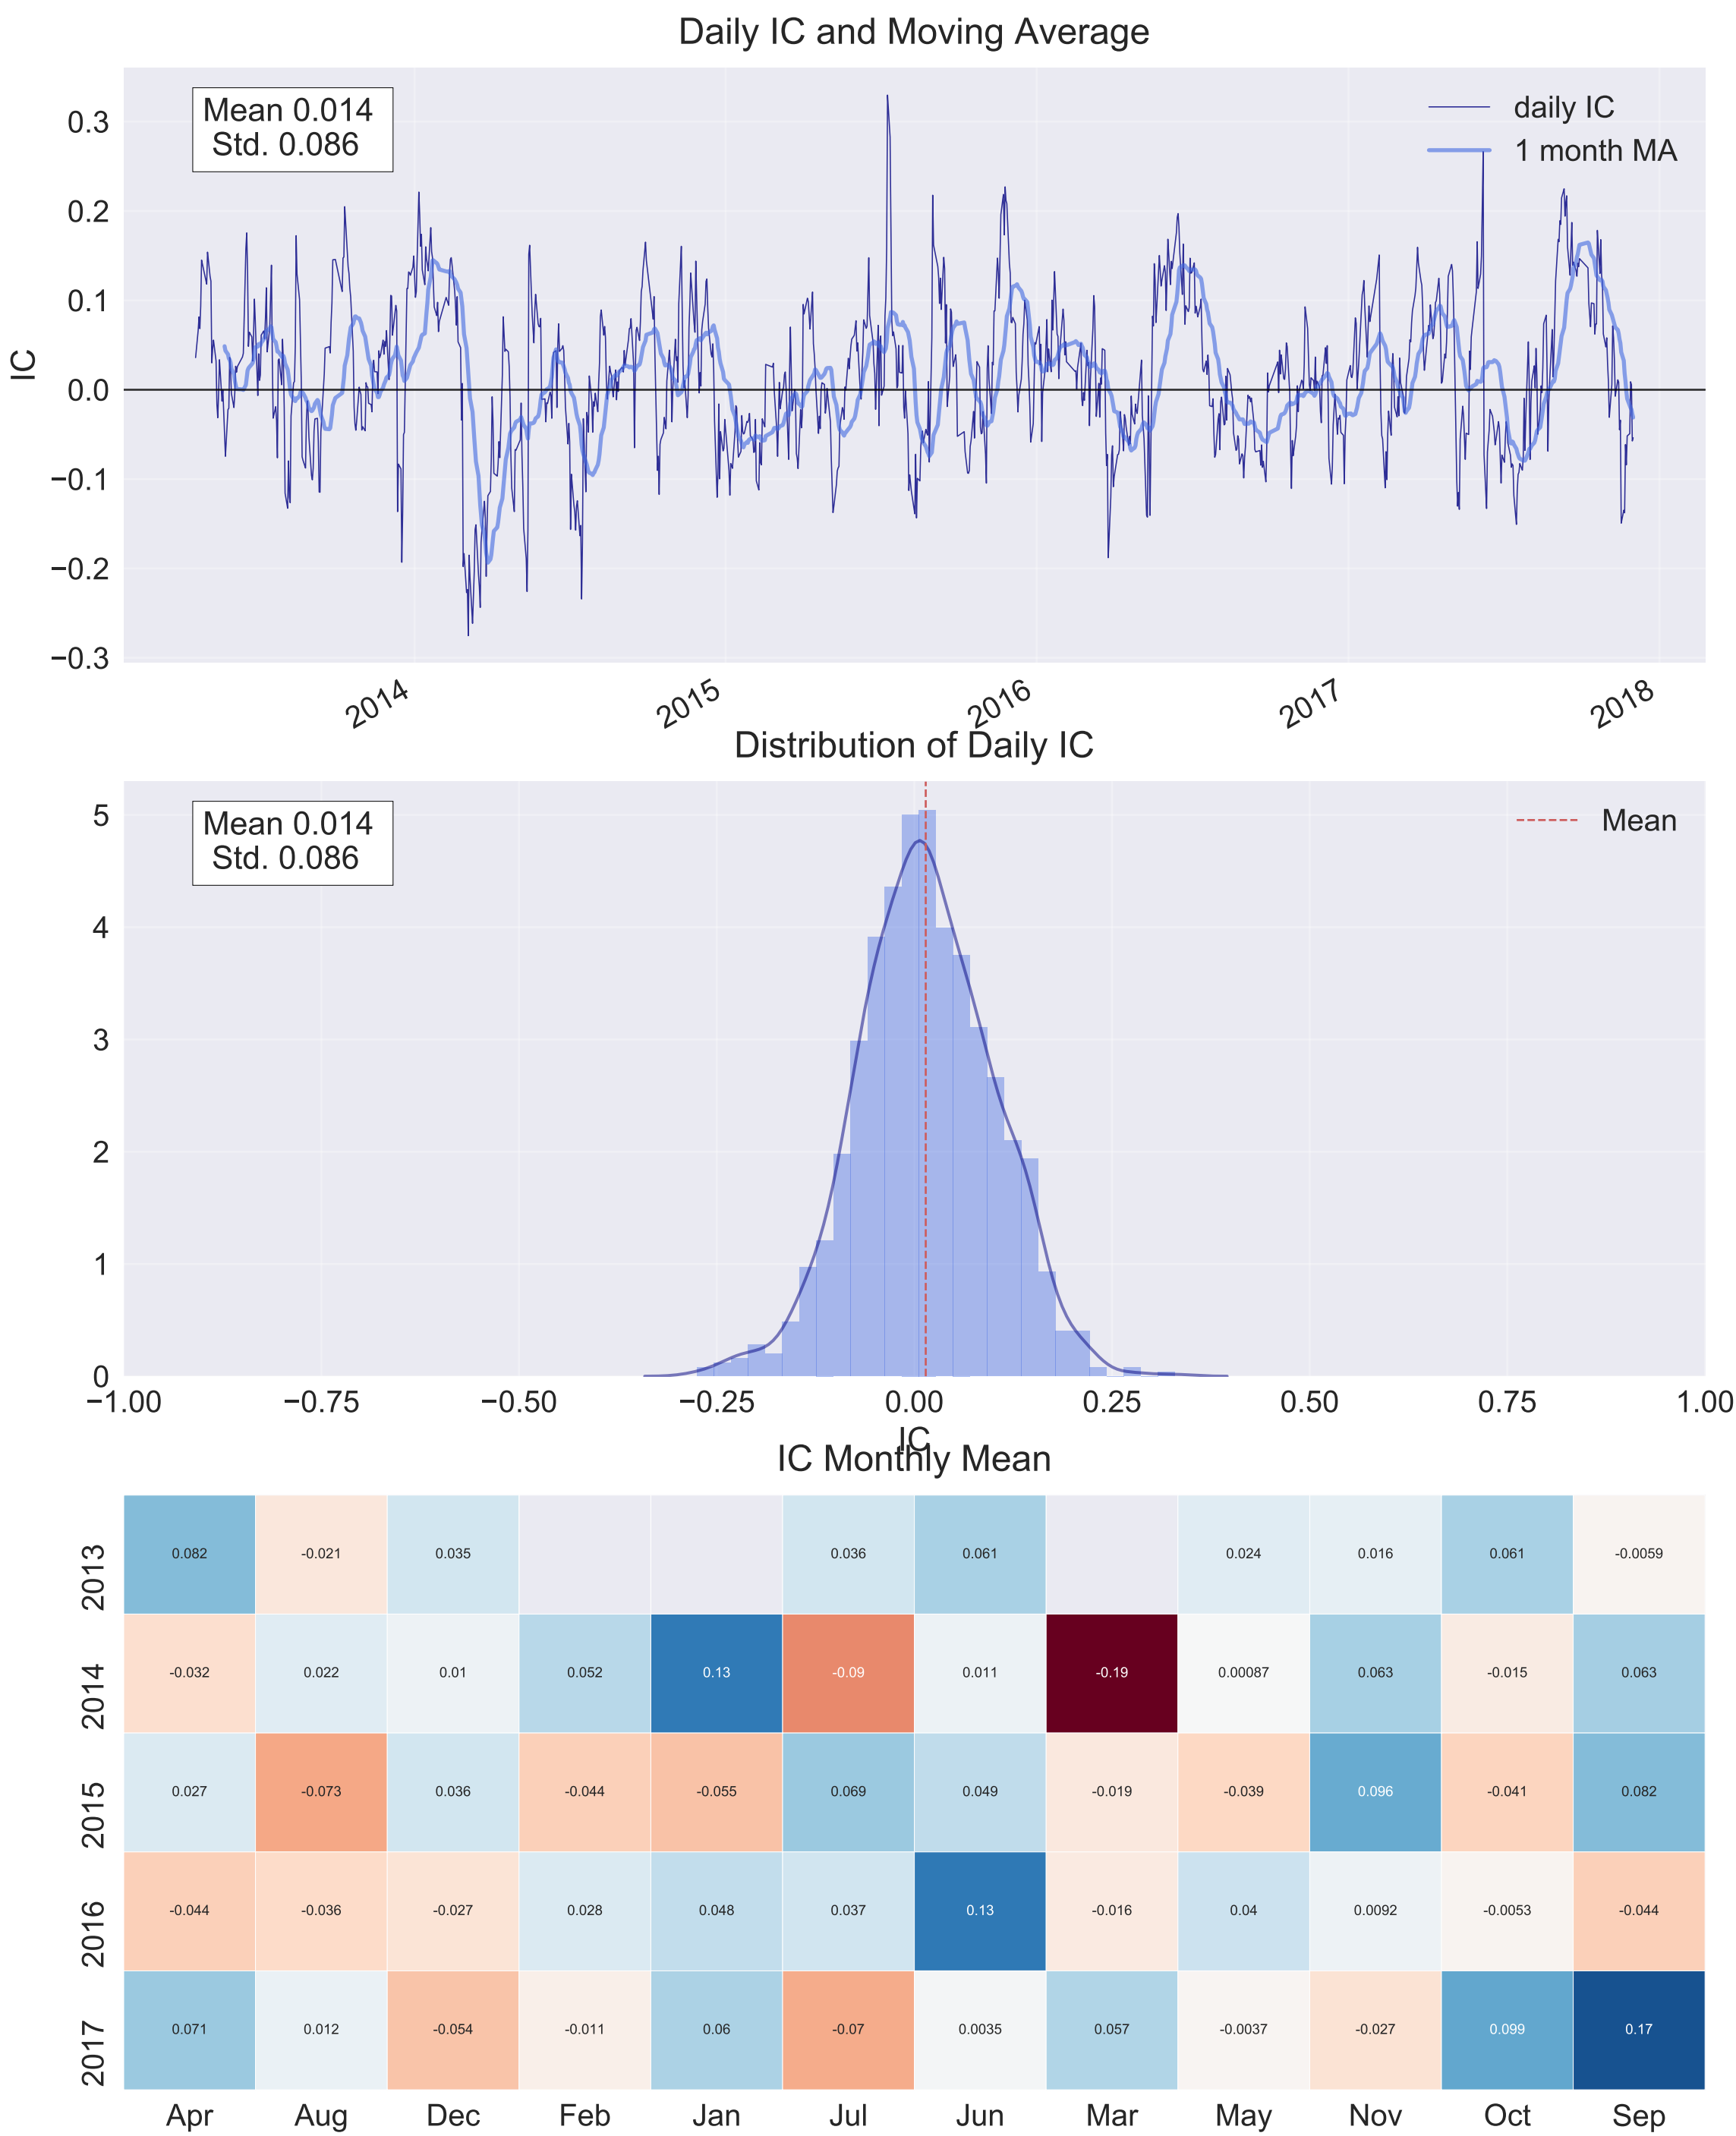 Daily IC and Moving Average
Mean 0.014
Std. 0.086
daily IC
1 month MA
0.3
0.2
0.1
0.0
−0.1
−0.2
−0.3
IC
2014 2015 2016 2017 2018
Distribution of Daily IC
Mean 0.014
Std. 0.086
Mean
5
4
3
2
1
0
−1.00 −0.75 −0.50 −0.25 0.00 0.25 0.50 0.75 1.00
IC
IC Monthly Mean
2013 0.082 -0.021 0.035 0.036 0.061 0.024 0.016 0.061 -0.0059
2014 -0.032 0.022 0.01 0.052 0.13 -0.09 0.011 -0.19 0.00087 0.063 -0.015 0.063
2015 0.027 -0.073 0.036 -0.044 -0.055 0.069 0.049 -0.019 -0.039 0.096 -0.041 0.082
2016 -0.044 -0.036 -0.027 0.028 0.048 0.037 0.13 -0.016 0.04 0.0092 -0.0053 -0.044
2017 0.071 0.012 -0.054 -0.011 0.06 -0.07 0.0035 0.057 -0.0037 -0.027 0.099 0.17
Apr Aug Dec Feb Jan Jul Jun Mar May Nov Oct Sep